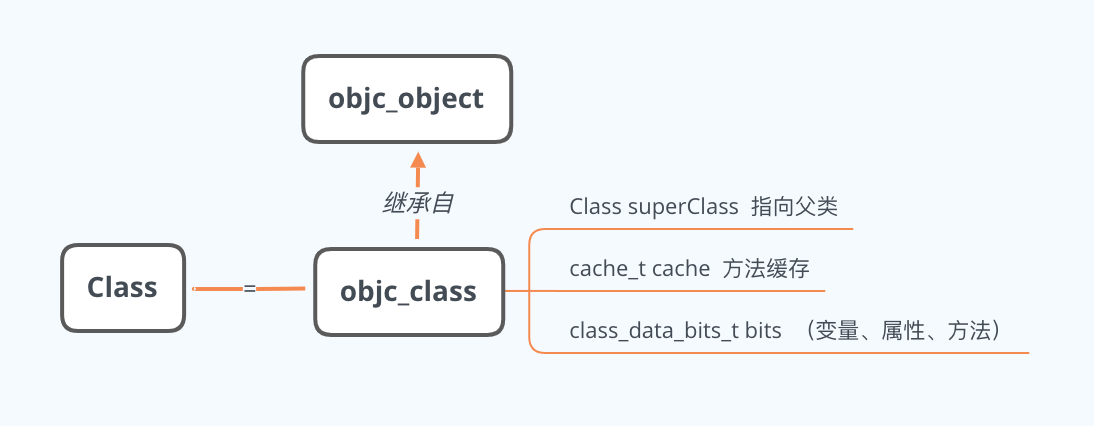 objc_object
继承自
Class
=
objc_class
Class superClass 指向父类
cache_t cache 方法缓存
class_data_bits_t bits （变量、属性、方法）